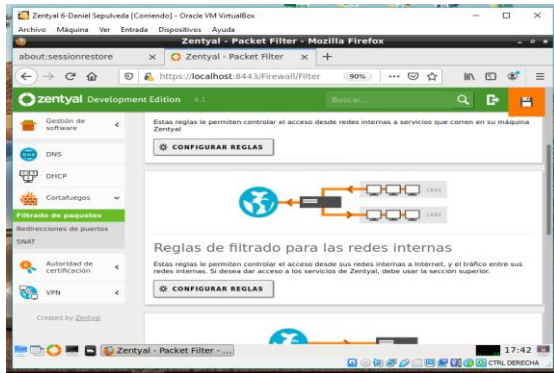 Zentyal 6-Daniel Sepulveda [Corriendo] - Oracle VM VirtualBox
Archivo Máquina Ver Entrada Dispositivos Ayuda
Zentyal - Packet Filter - Mozilla Firefox
about:sessionrestore
Zentyal - Packet Filter
https://localhost:8443/Firewall/Filter
90%
zentyal Development Edition 6.1
Buscar...
Gestión de software
DNS
DHCP
Cortafuegos
Filtrado de paquetes
Redirecciones de puertos
SNAT
Autoridad de certificación
VPN
Created by Zentyal
Estas reglas le permiten controlar el acceso desde redes internas a servicios que corren en su máquina
Zentyal
CONFIGURAR REGLAS
LAN1
LAN2
Reglas de filtrado para las redes internas
Estas reglas le permiten controlar el acceso desde sus redes internas a Internet, y el tráfico entre sus
redes internas. Si desea dar acceso a los servicios de Zentyal, debe usar la sección superior.
CONFIGURAR REGLAS
Zentyal - Packet Filter - ...
17:42
CTRL DERECHA